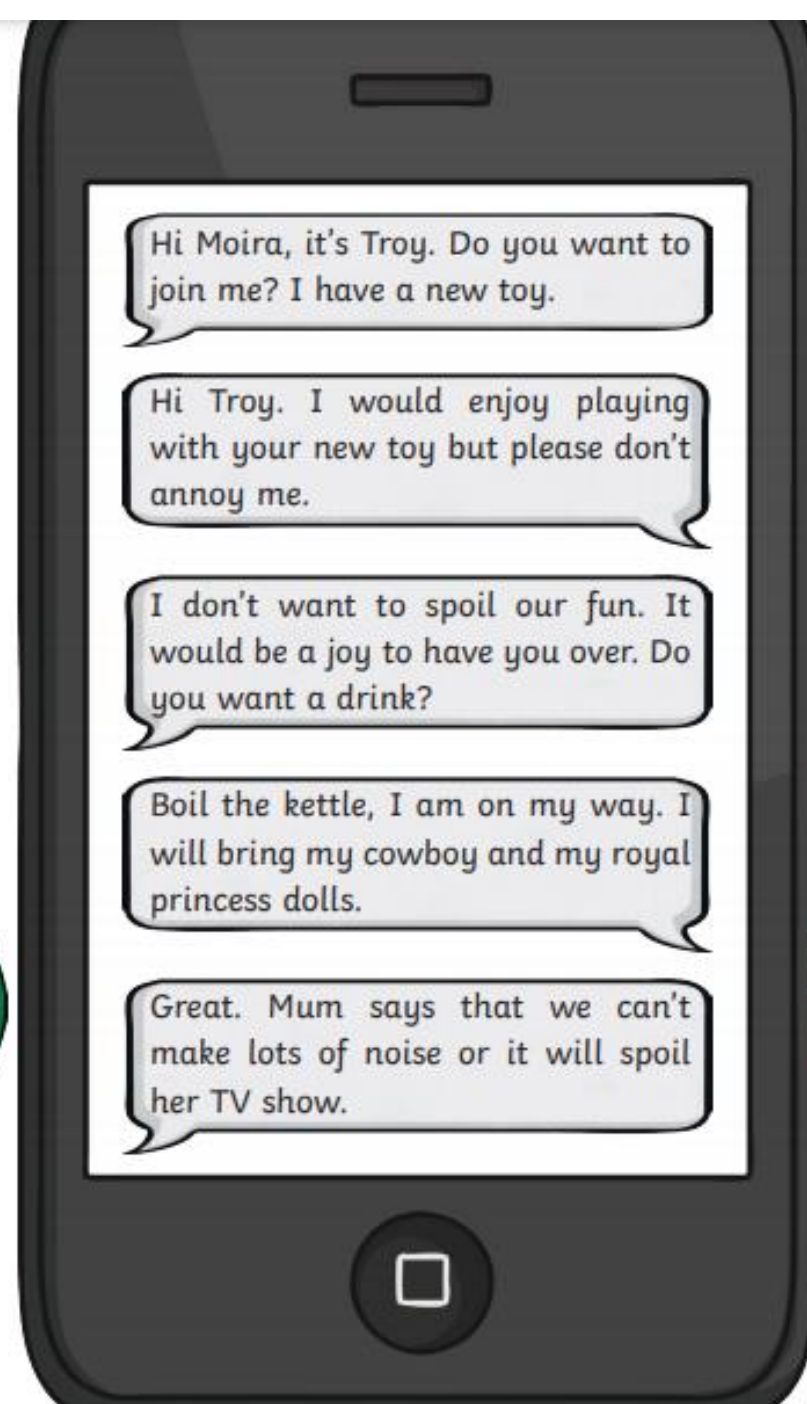 Hi Moira, it's Troy. Do you want to
join me? I have a new toy.
Hi Troy. I would enjoy playing
with your new toy but please don't
annoy me.
I don't want to spoil our fun. It
would be a joy to have you over. Do
you want a drink?
Boil the kettle, I am on my way. I
will bring my cowboy and my royal
princess dolls.
Great. Mum says that we can't
make lots of noise or it will spoil
her TV show.